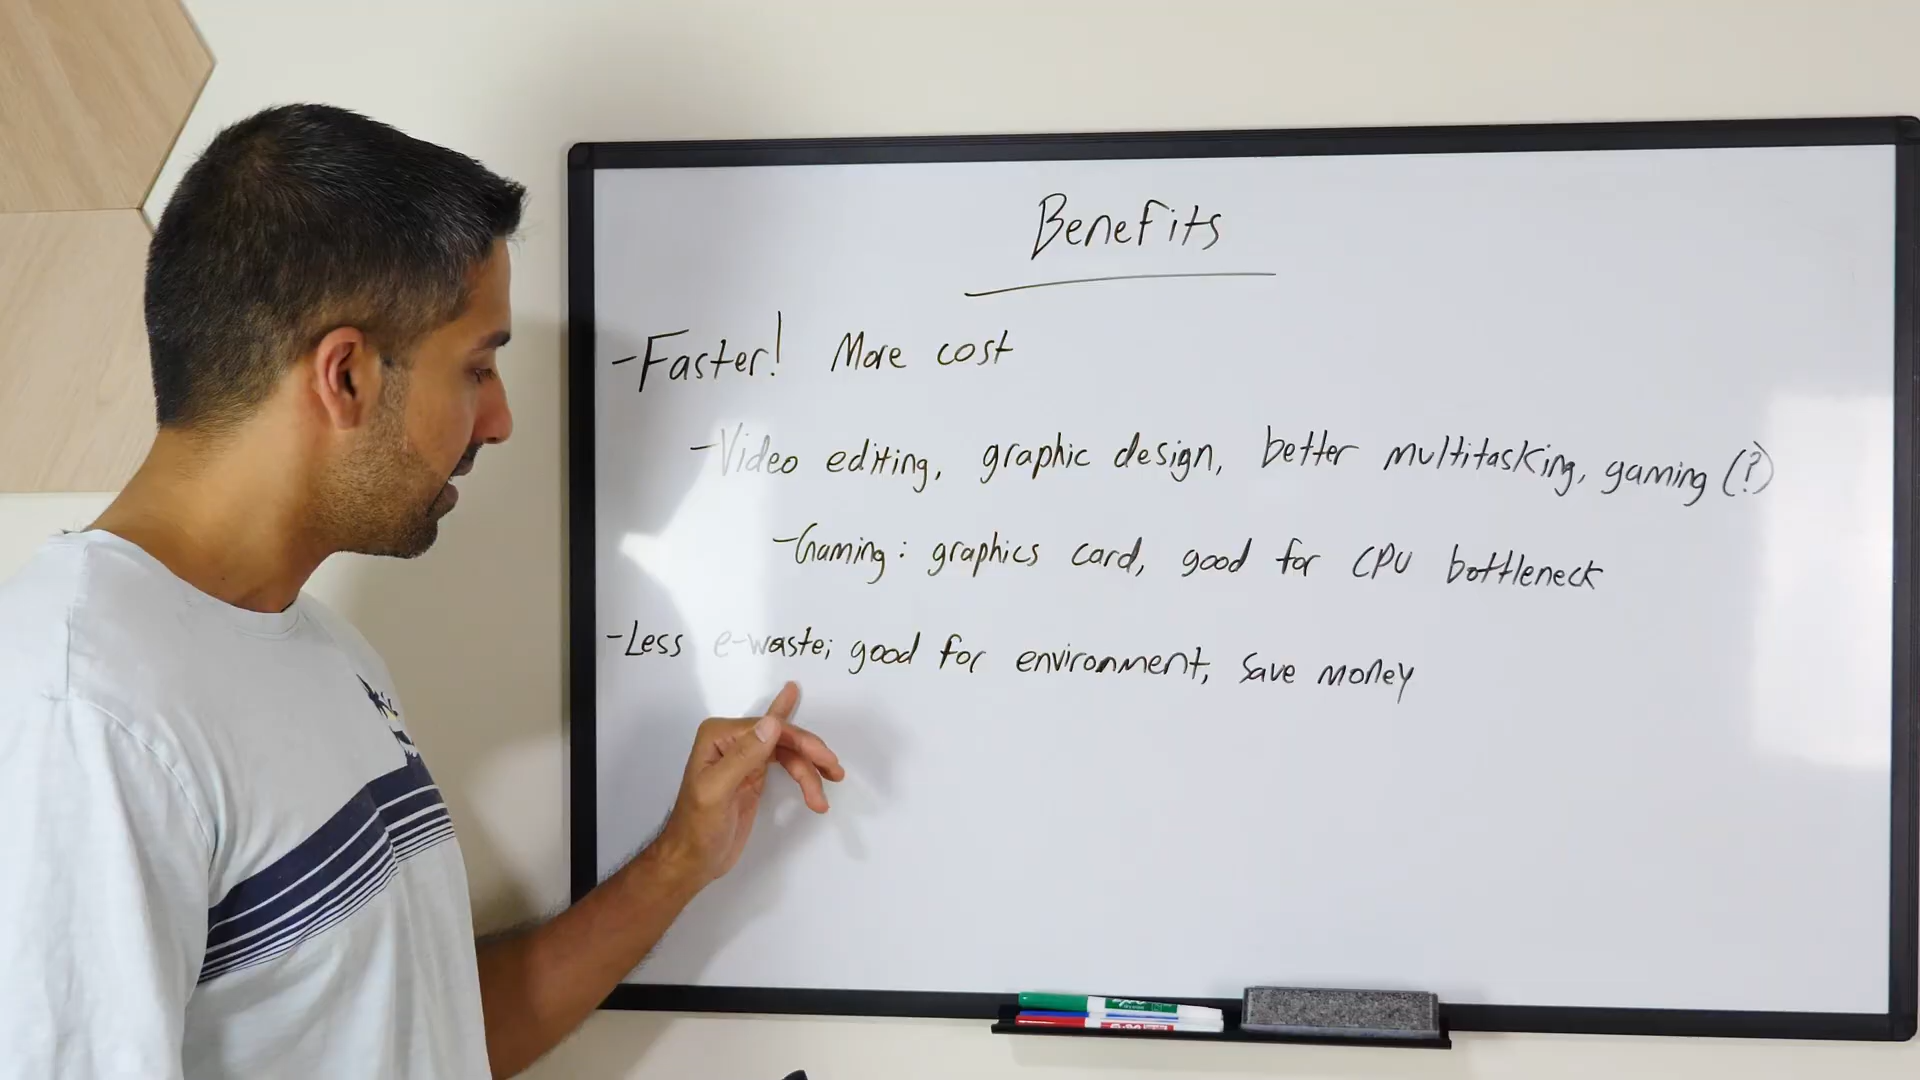 Benefits
-Faster! More cost
-Video editing, graphic design, better multitasking, gaming (?)
-Gaming: graphics card, good for CPU bottleneck
-Less e-waste; good for environment, save money
EXPO